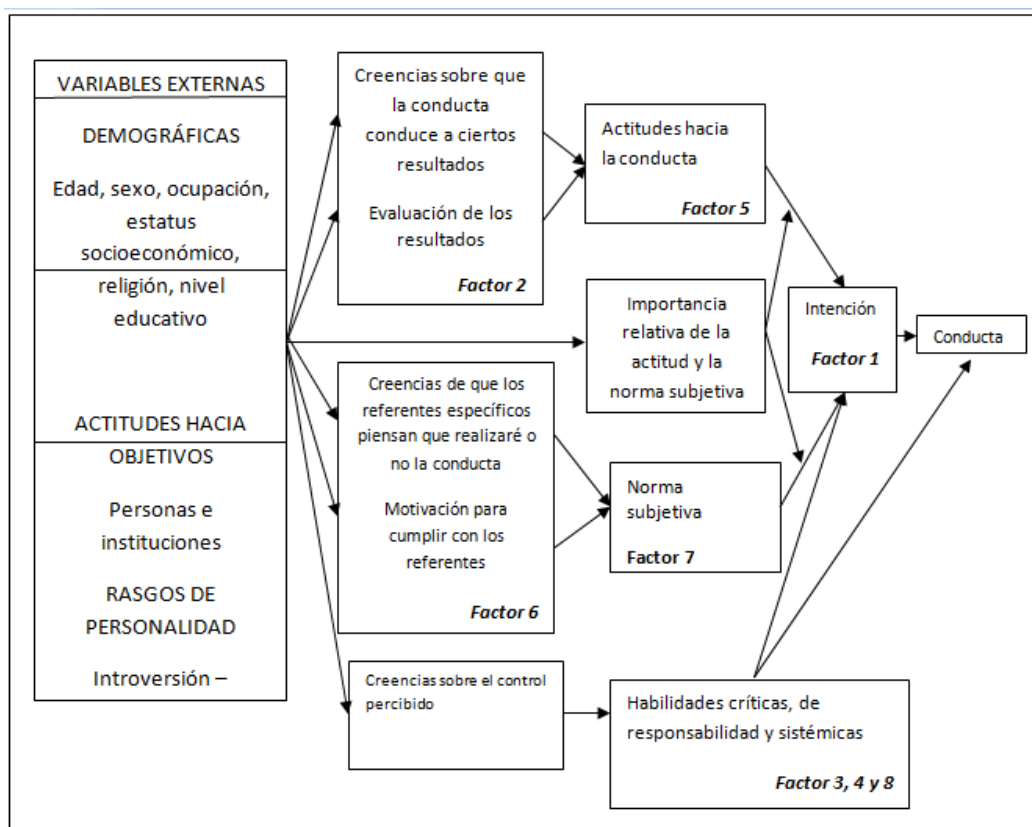 VARIABLES EXTERNAS
DEMOGRÁFICAS
Edad, sexo, ocupación,
estatus
socioeconómico,
religión, nivel
educativo
ACTITUDES HACIA
OBJETIVOS
Personas e
instituciones
RASGOS DE
PERSONALIDAD
Introversión –
Creencias sobre que
la conducta
conduce a ciertos
resultados
Evaluación de los
resultados
Factor 2
Creencias de que los
referentes específicos
piensan que realizaré o
no la conducta
Motivación para
cumplir con los
referentes
Factor 6
Creencias sobre el control
percibido
Actitudes hacia
la conducta
Factor 5
Importancia
relativa de la
actitud y la
norma subjetiva
Norma
subjetiva
Factor 7
Habilidades críticas, de
responsabilidad y sistémicas
Factor 3, 4 y 8
Intención
Factor 1
Conducta